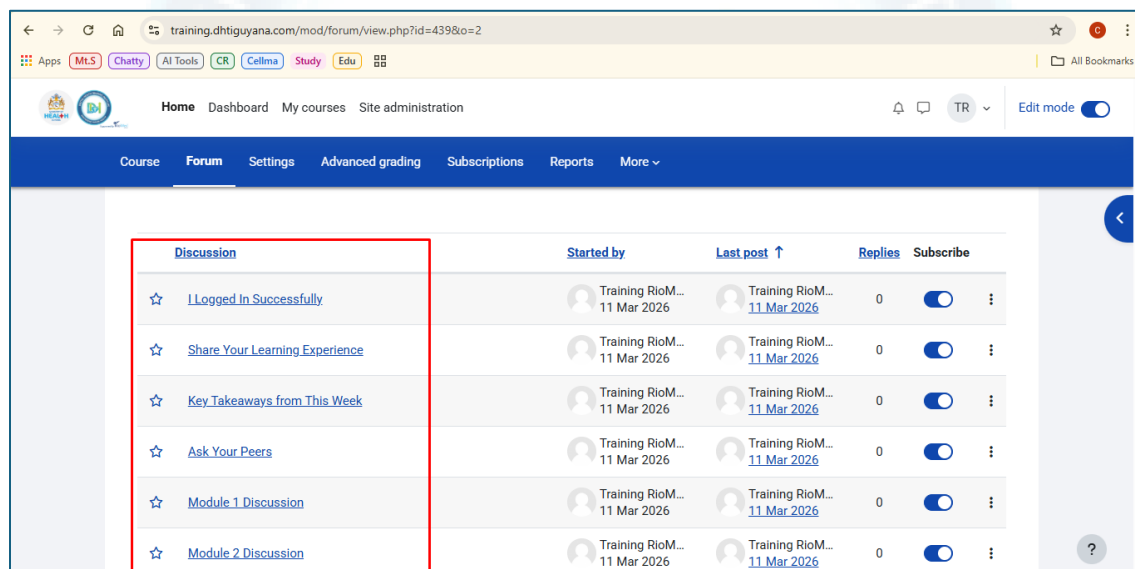 training.dhtiguyana.com/mod/forum/view.php?id=439&o=2
C
Apps Mt.S Chatty AI Tools CR Cellma Study Edu All Bookmarks
HEALTH Home Dashboard My courses Site administration TR Edit mode
Course Forum Settings Advanced grading Subscriptions Reports More
Discussion Started by Last post ↑ Replies Subscribe
I Logged In Successfully Training RioM... Training RioM... 0
11 Mar 2026 11 Mar 2026
Share Your Learning Experience Training RioM... Training RioM... 0
11 Mar 2026 11 Mar 2026
Key Takeaways from This Week Training RioM... Training RioM... 0
11 Mar 2026 11 Mar 2026
Ask Your Peers Training RioM... Training RioM... 0
11 Mar 2026 11 Mar 2026
Module 1 Discussion Training RioM... Training RioM... 0
11 Mar 2026 11 Mar 2026
Module 2 Discussion Training RioM... Training RioM... 0
11 Mar 2026 11 Mar 2026
?